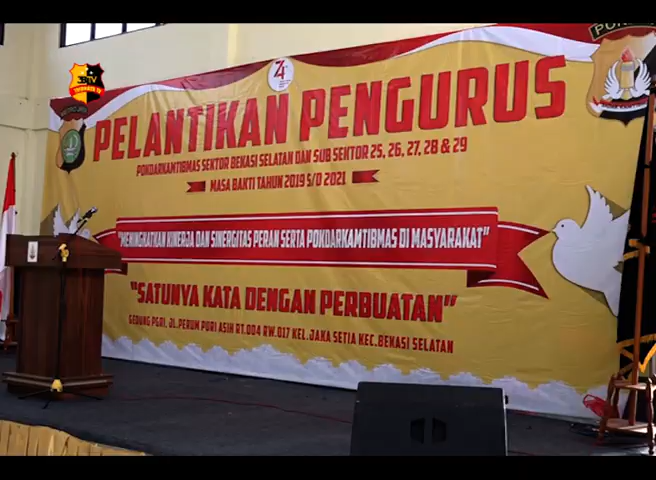 PELANTIKAN PENGURUS
POKDARKAMTIBMAS SEKTOR BEKASI SELATAN DAN SUB SEKTOR 25, 26, 27, 28 & 29
MASA BAKTI TAHUN 2019 S/D 2021
"MENINGKATKAN KINERJA DAN SINERGITAS PERAN SERTA POKDARKAMTIBMAS DI MASYARAKAT"
"SATUNYA KATA DENGAN PERBUATAN"
GEDUNG PGRI, JL.PERUM PURI ASIH RT.004 RW.017 KEL. JAKA SETIA KEC.BEKASI SELATAN